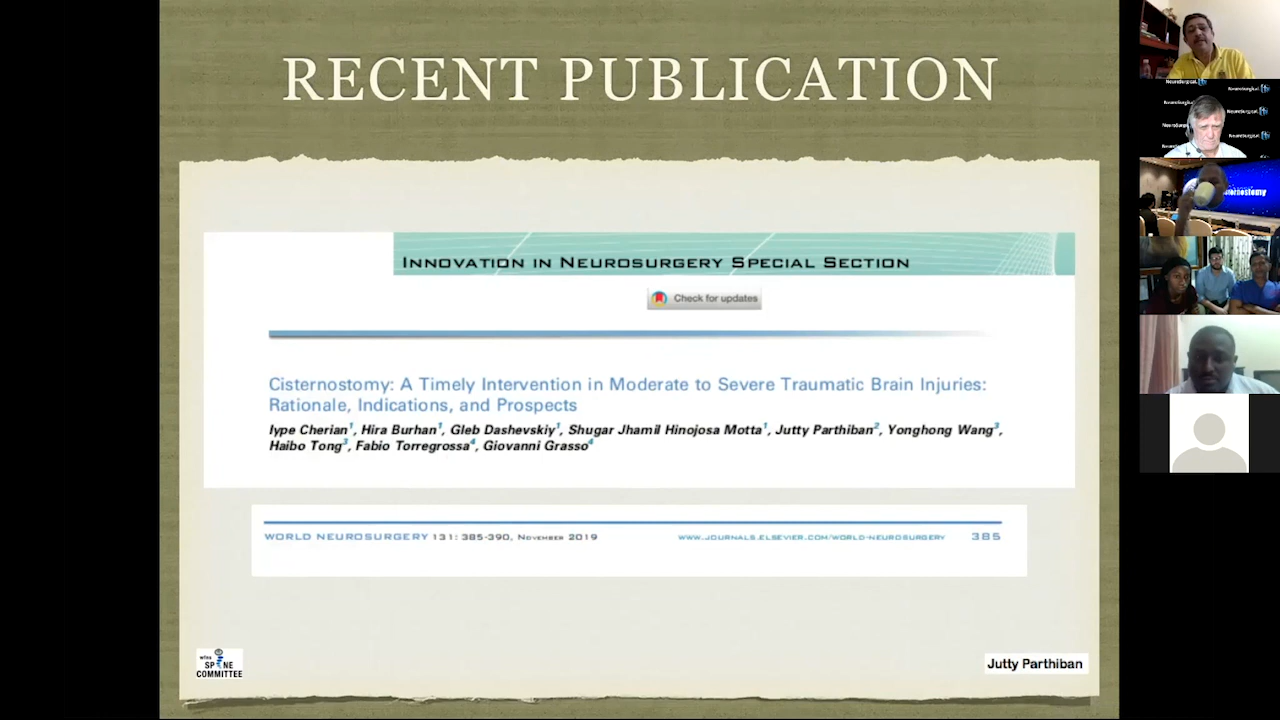 RECENT PUBLICATION
INNOVATION IN NEUROSURGERY SPECIAL SECTION
Check for updates
Cisternostomy: A Timely Intervention in Moderate to Severe Traumatic Brain Injuries:
Rationale, Indications, and Prospects
Iype Cherian1, Hira Burhan1, Gleb Dashevskiy1, Shugar Jhamil Hinojosa Motta1, Jutty Parthiban2, Yonghong Wang3,
Haibo Tong3, Fabio Torregrossa4, Giovanni Grasso4
WORLD NEUROSURGERY 131: 385-390, NOVEMBER 2019
WWW.JOURNALS.ELSEVIER.COM/WORLD-NEUROSURGERY 385
wfns
SPINE
COMMITTEE
Jutty Parthiban